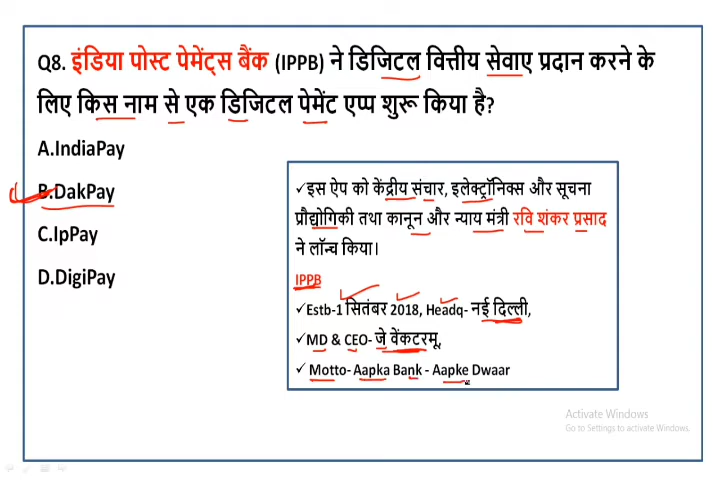 Q8. इंडिया पोस्ट पेमेंट्स बैंक (IPPB) ने डिजिटल वित्तीय सेवाए प्रदान करने के
लिए किस नाम से एक डिजिटल पेमेंट एप्प शुरू किया है?
A.IndiaPay
B.DakPay
C.IpPay
D.DigiPay
✓इस ऐप को केंद्रीय संचार, इलेक्ट्रॉनिक्स और सूचना
प्रौद्योगिकी तथा कानून और न्याय मंत्री रवि शंकर प्रसाद
ने लॉन्च किया।
IPPB
✓Estb-1 सितंबर 2018, Headq- नई दिल्ली,
✓MD & CEO- जे वेंकटरमू,
✓ Motto- Aapka Bank - Aapke Dwaar
Activate Windows
Go to Settings to activate Windows.